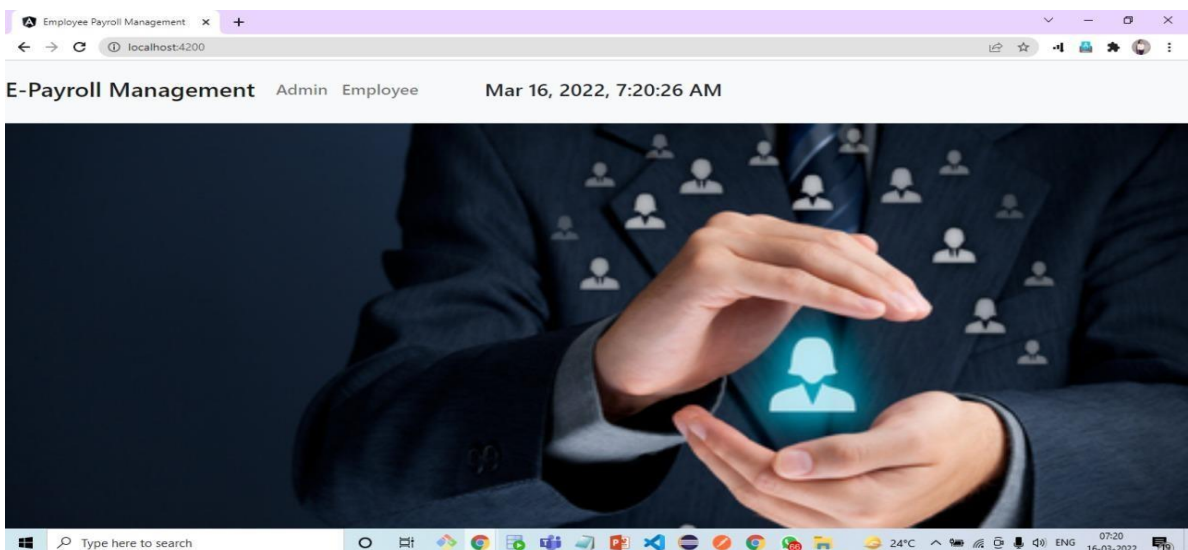 Employee Payroll Management
localhost:4200
E-Payroll Management Admin Employee Mar 16, 2022, 7:20:26 AM
Type here to search
24°C ENG 07:20
16-03-2022
19